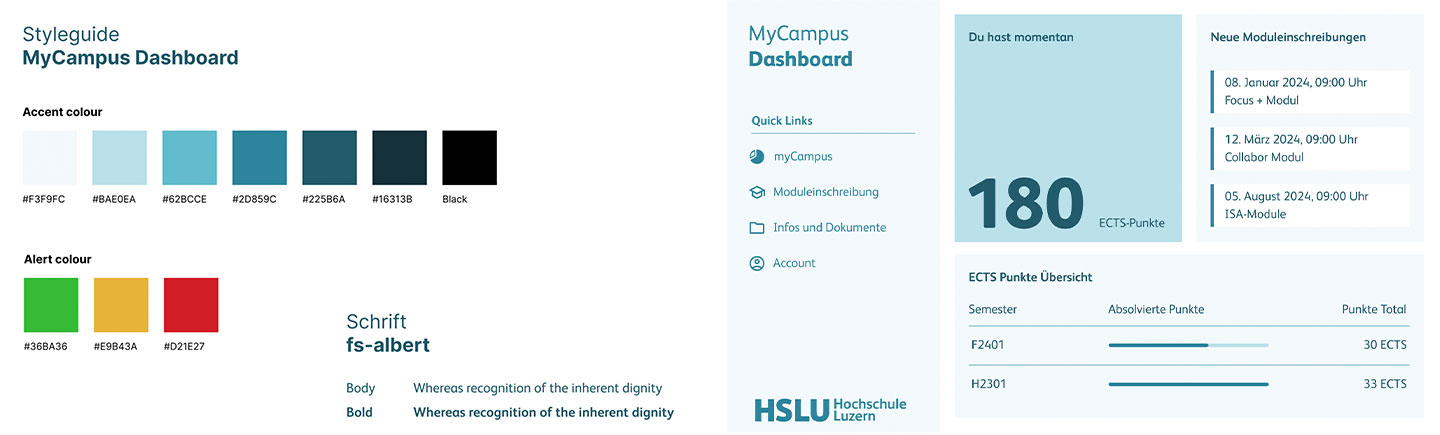 Styleguide
MyCampus Dashboard
Accent colour
#F3F9FC #BAE0EA #62BCCE #2D859C #225B6A #16313B Black
Alert colour
#36BA36 #E9B43A #D21E27
Schrift
fs-albert
Body Whereas recognition of the inherent dignity
Bold Whereas recognition of the inherent dignity
MyCampus
Dashboard
Quick Links
myCampus
Moduleinschreibung
Infos und Dokumente
Account
HSLU Hochschule
Luzern
Du hast momentan
180 ECTS-Punkte
Neue Moduleinschreibungen
08. Januar 2024, 09:00 Uhr
Focus + Modul
12. März 2024, 09:00 Uhr
Collabor Modul
05. August 2024, 09:00 Uhr
ISA-Module
ECTS Punkte Übersicht
Semester Absolvierte Punkte Punkte Total
F2401 30 ECTS
H2301 33 ECTS